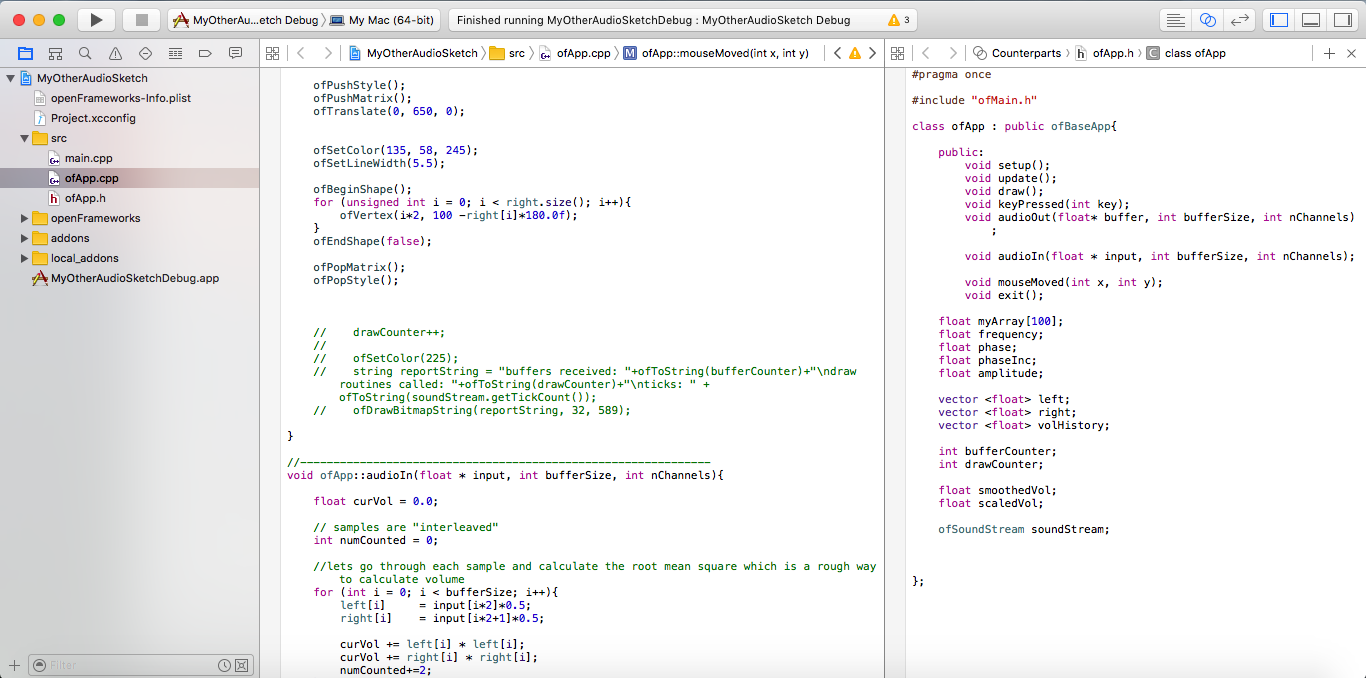 MyOtherAu...etch Debug
My Mac (64-bit)
Finished running MyOtherAudioSketchDebug : MyOtherAudioSketch Debug
3
MyOtherAudioSketch
src
ofApp.cpp
M
ofApp::mouseMoved(int x, int y)
Counterparts
h
ofApp.h
C
class ofApp
MyOtherAudioSketch
openFrameworks-Info.plist
Project.xcconfig
src
main.cpp
ofApp.cpp
h
ofApp.h
openFrameworks
addons
local_addons
MyOtherAudioSketchDebug.app
Filter
ofPushStyle();
ofPushMatrix();
ofTranslate(0, 650, 0);
ofSetColor(135, 58, 245);
ofSetLineWidth(5.5);
ofBeginShape();
for (unsigned int i = 0; i < right.size(); i++){
ofVertex(i*2, 100 -right[i]*180.0f);
}
ofEndShape(false);
ofPopMatrix();
ofPopStyle();
//    drawCounter++;
//
//    ofSetColor(225);
//    string reportString = "buffers received: "+ofToString(bufferCounter)+"\ndraw
routines called: "+ofToString(drawCounter)+"\nticks: " +
ofToString(soundStream.getTickCount());
//    ofDrawBitmapString(reportString, 32, 589);
}
//--------------------------------------------------------------
void ofApp::audioIn(float * input, int bufferSize, int nChannels){
float curVol = 0.0;
// samples are "interleaved"
int numCounted = 0;
//lets go through each sample and calculate the root mean square which is a rough way
to calculate volume
for (int i = 0; i < bufferSize; i++){
left[i]     = input[i*2]*0.5;
right[i]    = input[i*2+1]*0.5;
curVol += left[i] * left[i];
curVol += right[i] * right[i];
numCounted+=2;
#pragma once
#include "ofMain.h"
class ofApp : public ofBaseApp{
public:
void setup();
void update();
void draw();
void keyPressed(int key);
void audioOut(float* buffer, int bufferSize, int nChannels)
;
void audioIn(float * input, int bufferSize, int nChannels);
void mouseMoved(int x, int y);
void exit();
float myArray[100];
float frequency;
float phase;
float phaseInc;
float amplitude;
vector <float> left;
vector <float> right;
vector <float> volHistory;
int bufferCounter;
int drawCounter;
float smoothedVol;
float scaledVol;
ofSoundStream soundStream;
};